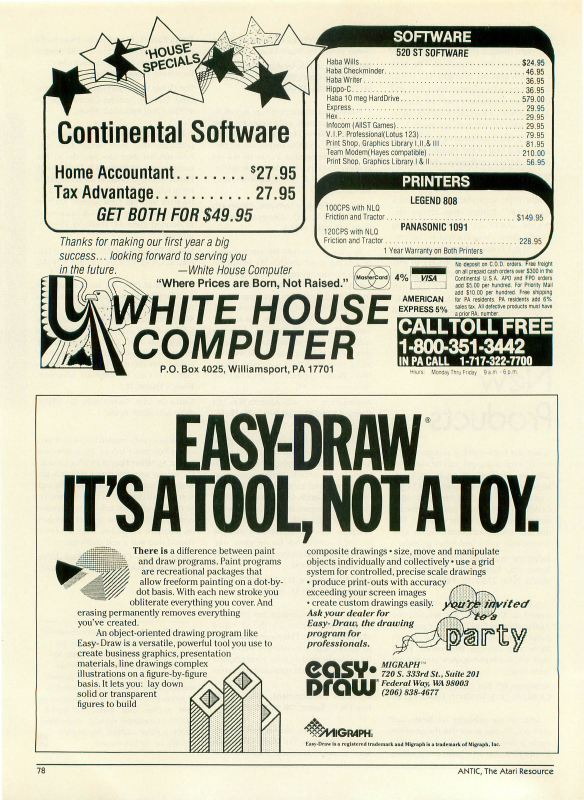 'HOUSE'
SPECIALS
Continental Software
Home Accountant........ $27.95
Tax Advantage........... 27.95
GET BOTH FOR $49.95
Thanks for making our first year a big
success... looking forward to serving you
in the future. —White House Computer
SOFTWARE
520 ST SOFTWARE
Haba Wills $24.95
Haba Checkminder 46.95
Haba Writer 36.95
Hippo-C 36.95
Haba 10 meg HardDrive 579.00
Express 29.95
Hex 29.95
Infocom (AllST Games) 29.95
V.I.P. Professional(Lotus 123) 79.95
Print Shop, Graphics Library I,II,& III 81.95
Team Modem(Hayes compatible) 210.00
Print Shop, Graphics Library I & II 56.95
PRINTERS
LEGEND 808
100CPS with NLQ
Friction and Tractor $149.95
PANASONIC 1091
120CPS with NLQ
Friction and Tractor 228.95
1 Year Warranty on Both Printers
"Where Prices are Born, Not Raised."
WHITE HOUSE
COMPUTER
P.O. Box 4025, Williamsport, PA 17701
MasterCard 4% VISA
AMERICAN
EXPRESS 5%
No deposit on C.O.D. orders. Free freight
on all prepaid cash orders over $300 in the
Continental U.S.A. APO and FPO orders
add $5.00 per hundred. For Priority Mail
add $10.00 per hundred. Free shipping
for PA residents. PA residents add 6%
sales tax. All defective products must have
a prior RA. number.
CALL TOLL FREE
1-800-351-3442
IN PA CALL 1-717-322-7700
Hours: Monday Thru Friday 9 a.m. - 6 p.m.
EASY-DRAW®
IT'S A TOOL, NOT A TOY.
There is a difference between paint
and draw programs. Paint programs
are recreational packages that
allow freeform painting on a dot-by-
dot basis. With each new stroke you
obliterate everything you cover. And
erasing permanently removes everything
you've created.
An object-oriented drawing program like
Easy-Draw is a versatile, powerful tool you use to
create business graphics, presentation
materials, line drawings complex
illustrations on a figure-by-figure
basis. It lets you: lay down
solid or transparent
figures to build
composite drawings • size, move and manipulate
objects individually and collectively • use a grid
system for controlled, precise scale drawings
• produce print-outs with accuracy
exceeding your screen images
• create custom drawings easily.
Ask your dealer for
Easy-Draw, the drawing
program for
professionals.
you're invited
to a
party
easy-
DRAW®
MIGRAPH™
720 S. 333rd St., Suite 201
Federal Way, WA 98003
(206) 838-4677
MIGRAPH®
Easy-Draw is a registered trademark and Migraph is a trademark of Migraph, Inc.
78
ANTIC, The Atari Resource